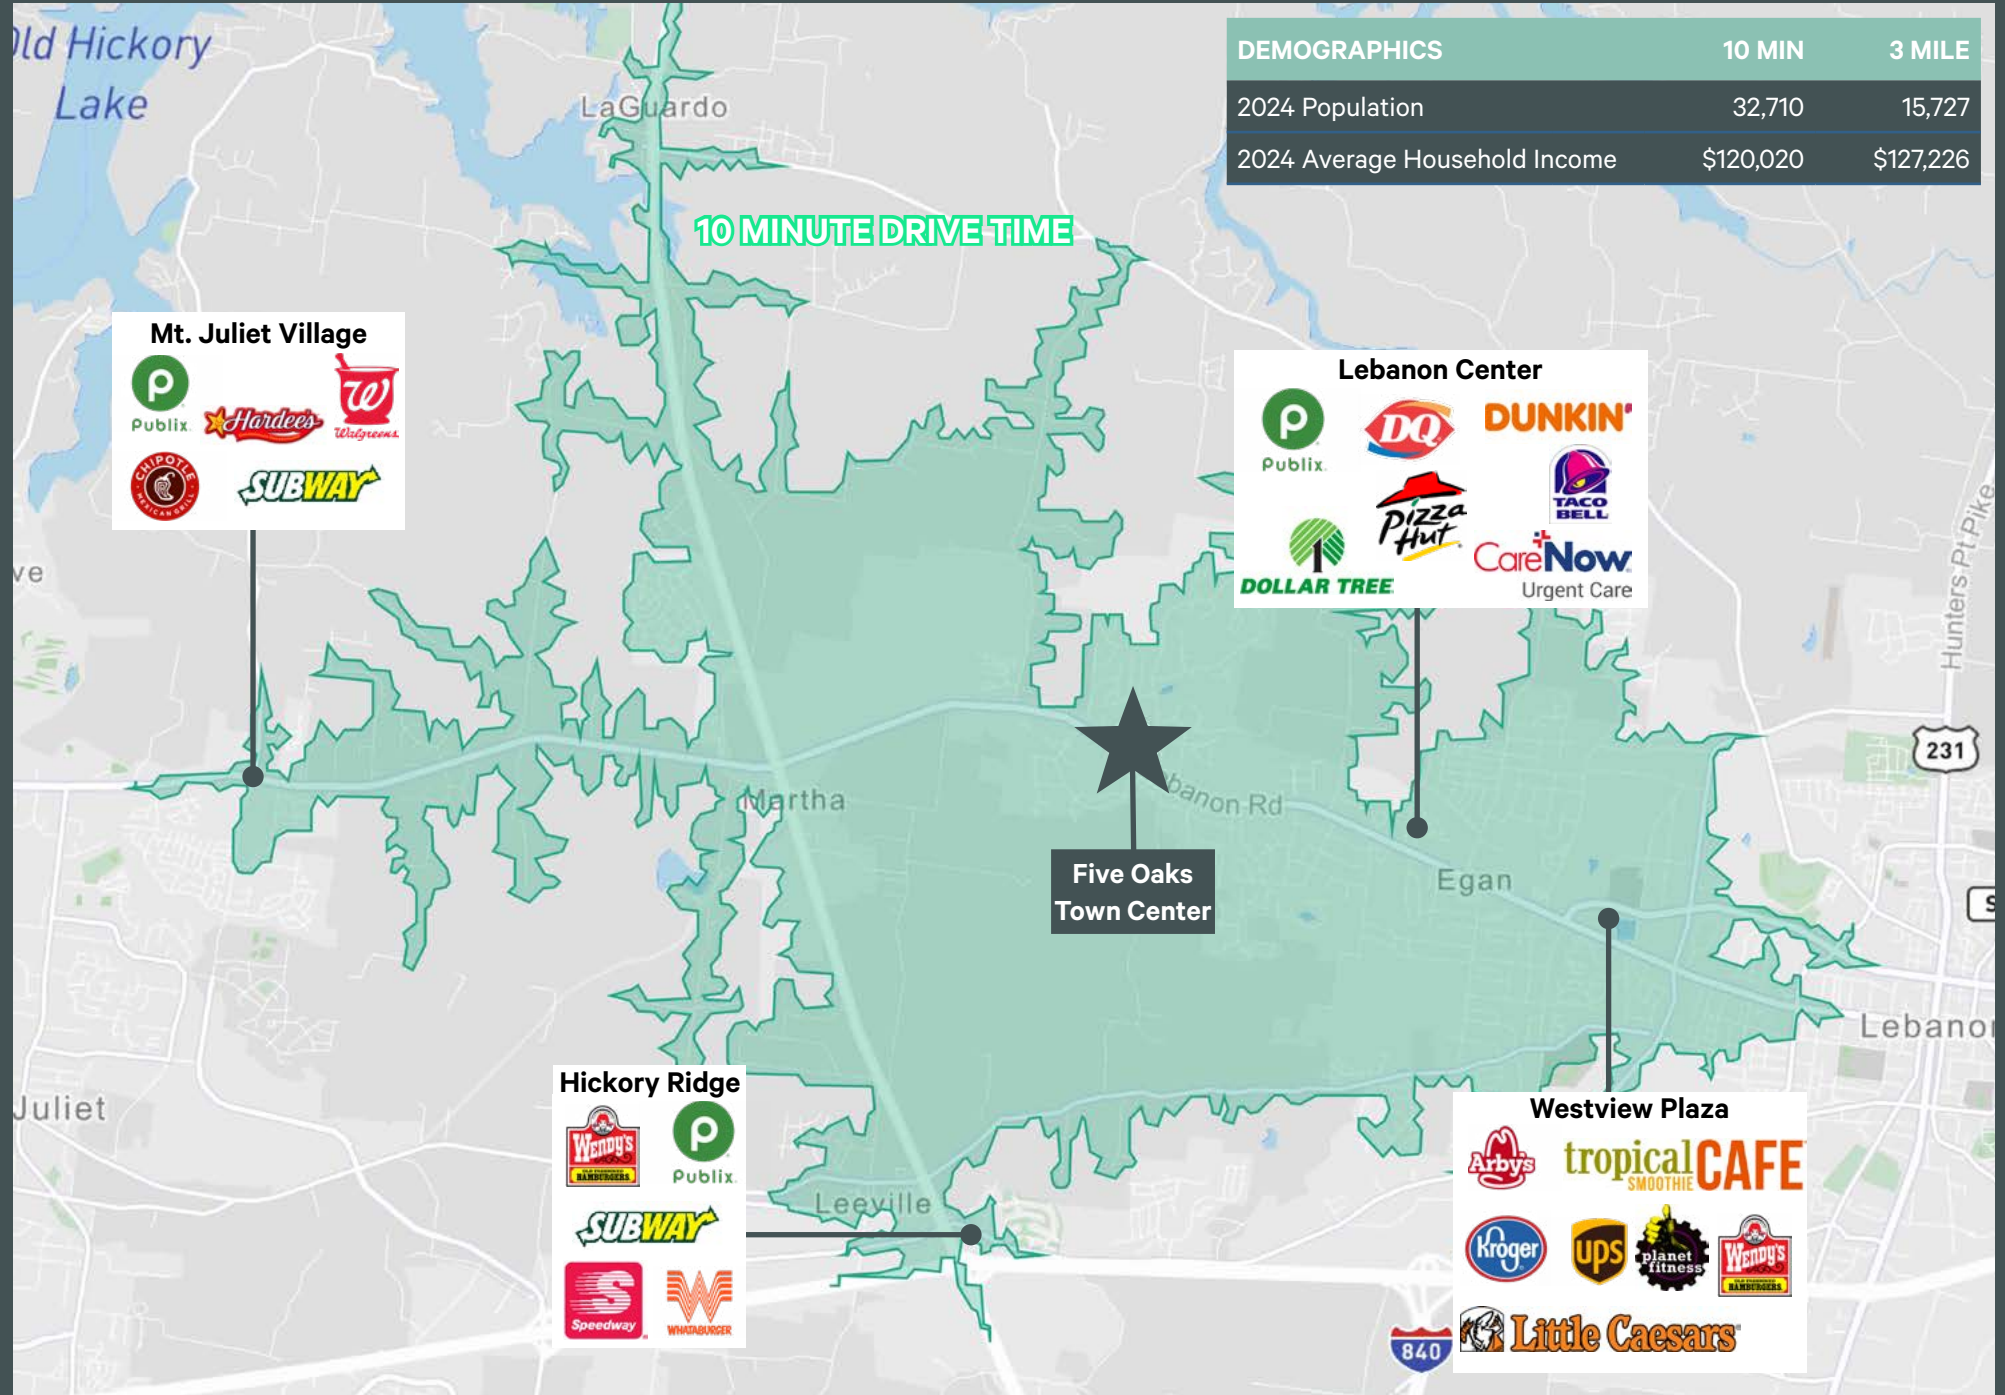 Old Hickory
Lake
DEMOGRAPHICS 10 MIN 3 MILE
2024 Population 32,710 15,727
2024 Average Household Income $120,020 $127,226
LaGuardo
10 MINUTE DRIVE TIME
Mt. Juliet Village
Publix
Hardee's
Walgreens
CHIPOTLE
MEXICAN GRILL
SUBWAY
Lebanon Center
Publix
DQ
DUNKIN'
Pizza
Hut
TACO
BELL
DOLLAR TREE
CareNow
Urgent Care
Hunters Pt Pike
ve
231
Martha
banon Rd
Five Oaks
Town Center
Egan
S
Lebanon
Juliet
Hickory Ridge
WENDY'S
OLD FASHIONED
HAMBURGERS
Publix
SUBWAY
Speedway
WHATABURGER
Leeville
Westview Plaza
Arby's
tropical
SMOOTHIE
CAFE
Kroger
ups
planet
fitness
WENDY'S
OLD FASHIONED
HAMBURGERS
Little Caesars
840